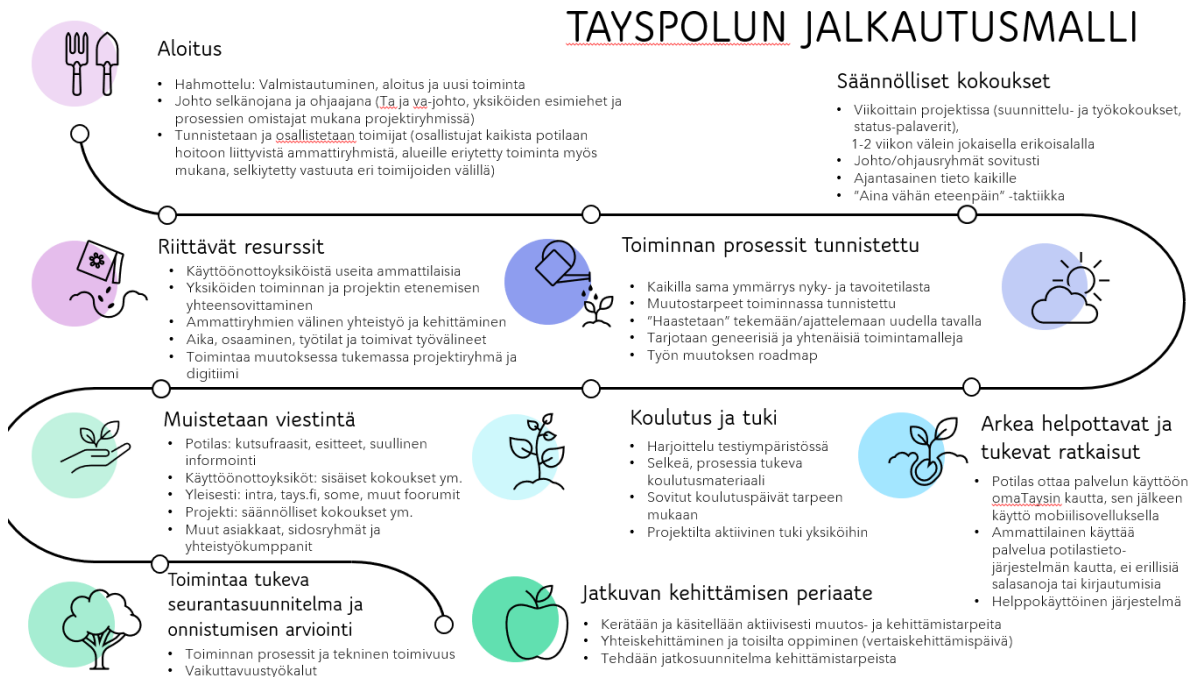 TAYSPOLUN JALKAUTUSMALLI
Aloitus
• Hahmottelu: Valmistautuminen, aloitus ja uusi toiminta
• Johto selkänojana ja ohjaajana (Ta ja va-johto, yksiköiden esimiehet ja
prosessien omistajat mukana projektiryhmissä)
• Tunnistetaan ja osallistetaan toimijat (osallistujat kaikista potilaan
hoitoon liittyvistä ammattiryhmistä, alueille eriytetty toiminta myös
mukana, selkiytetty vastuuta eri toimijoiden välillä)
Säännölliset kokoukset
• Viikoittain projektissa (suunnittelu- ja työkokoukset,
status-palaverit),
1-2 viikon välein jokaisella erikoisalalla
• Johto/ohjausryhmät sovitusti
• Ajantasainen tieto kaikille
• ”Aina vähän eteenpäin” -taktiikka
Riittävät resurssit
• Käyttöönottoyksiköistä useita ammattilaisia
• Yksiköiden toiminnan ja projektin etenemisen
yhteensovittaminen
• Ammattiryhmien välinen yhteistyö ja kehittäminen
• Aika, osaaminen, työtilat ja toimivat työvälineet
• Toimintaa muutoksessa tukemassa projektiryhmä ja
digitiimi
Toiminnan prosessit tunnistettu
• Kaikilla sama ymmärrys nyky- ja tavoitetilasta
• Muutostarpeet toiminnassa tunnistettu
• ”Haastetaan” tekemään/ajattelemaan uudella tavalla
• Tarjotaan geneerisiä ja yhtenäisiä toimintamalleja
• Työn muutoksen roadmap
Muistetaan viestintä
• Potilas: kutsufraasit, esitteet, suullinen
informointi
• Käyttöönottoyksiköt: sisäiset kokoukset ym.
• Yleisesti: intra, tays.fi, some, muut foorumit
• Projekti: säännölliset kokoukset ym.
• Muut asiakkaat, sidosryhmät ja
yhteistyökumppanit
Koulutus ja tuki
• Harjoittelu testiympäristössä
• Selkeä, prosessia tukeva
koulutusmateriaali
• Sovitut koulutuspäivät tarpeen
mukaan
• Projektilta aktiivinen tuki yksiköihin
Arkea helpottavat ja
tukevat ratkaisut
• Potilas ottaa palvelun käyttöön
omaTaysin kautta, sen jälkeen
käyttö mobiilisovelluksella
• Ammattilainen käyttää
palvelua potilastieto-
järjestelmän kautta, ei erillisiä
salasanoja tai kirjautumisia
• Helppokäyttöinen järjestelmä
Toimintaa tukeva
seurantasuunnitelma ja
onnistumisen arviointi
• Toiminnan prosessit ja tekninen toimivuus
• Vaikuttavuustyökalut
Jatkuvan kehittämisen periaate
• Kerätään ja käsitellään aktiivisesti muutos- ja kehittämistarpeita
• Yhteiskehittäminen ja toisilta oppiminen (vertaiskehittämispäivä)
• Tehdään jatkosuunnitelma kehittämistarpeista